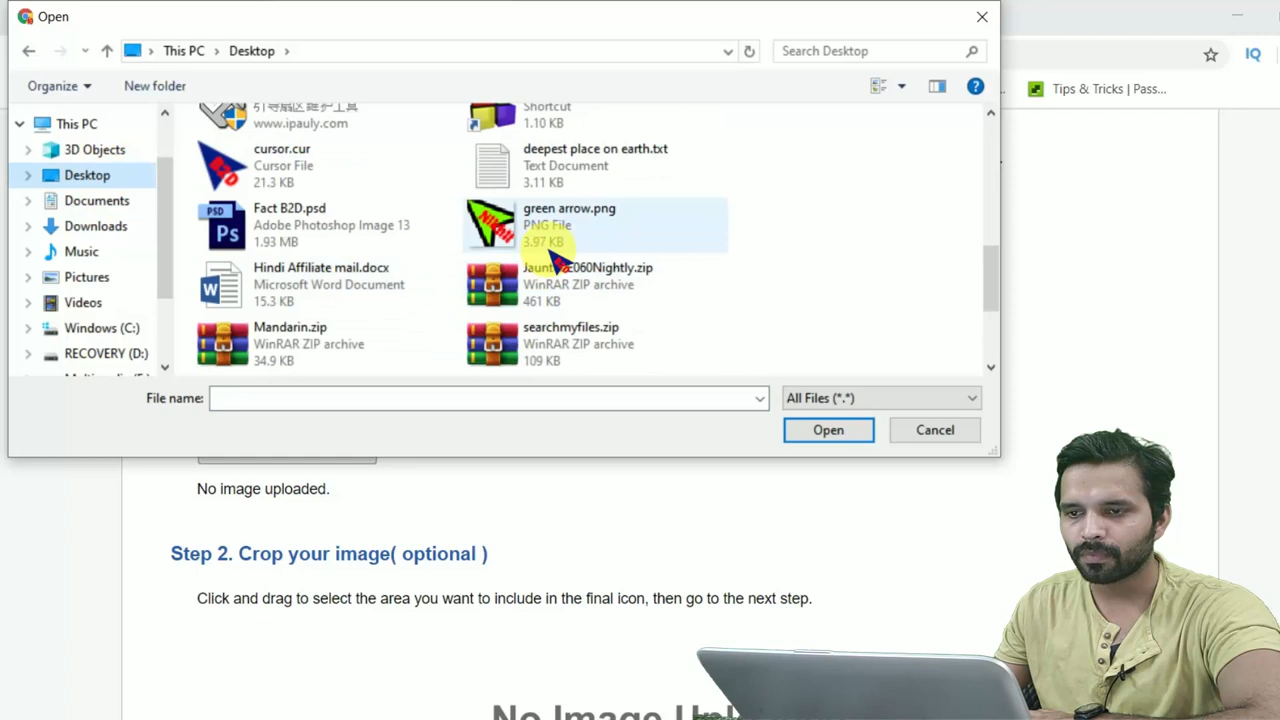 Open
This PC > Desktop >
Search Desktop
IQ
Organize
New folder
Tips & Tricks | Pass...
This PC
3D Objects
Desktop
Documents
Downloads
Music
Pictures
Videos
Windows (C:)
RECOVERY (D:)
www.ipauly.com
Shortcut
1.10 KB
cursor.cur
Cursor File
21.3 KB
deepest place on earth.txt
Text Document
3.11 KB
PSD
Ps
Fact B2D.psd
Adobe Photoshop Image 13
1.93 MB
Nikhil
green arrow.png
PNG File
3.97 KB
W
Hindi Affiliate mail.docx
Microsoft Word Document
15.3 KB
WinRAR ZIP archive
461 KB
Mandarin.zip
WinRAR ZIP archive
34.9 KB
searchmyfiles.zip
WinRAR ZIP archive
109 KB
File name:
All Files (*.*)
Open
Cancel
No image uploaded.
Step 2. Crop your image( optional )
Click and drag to select the area you want to include in the final icon, then go to the next step.
No Image